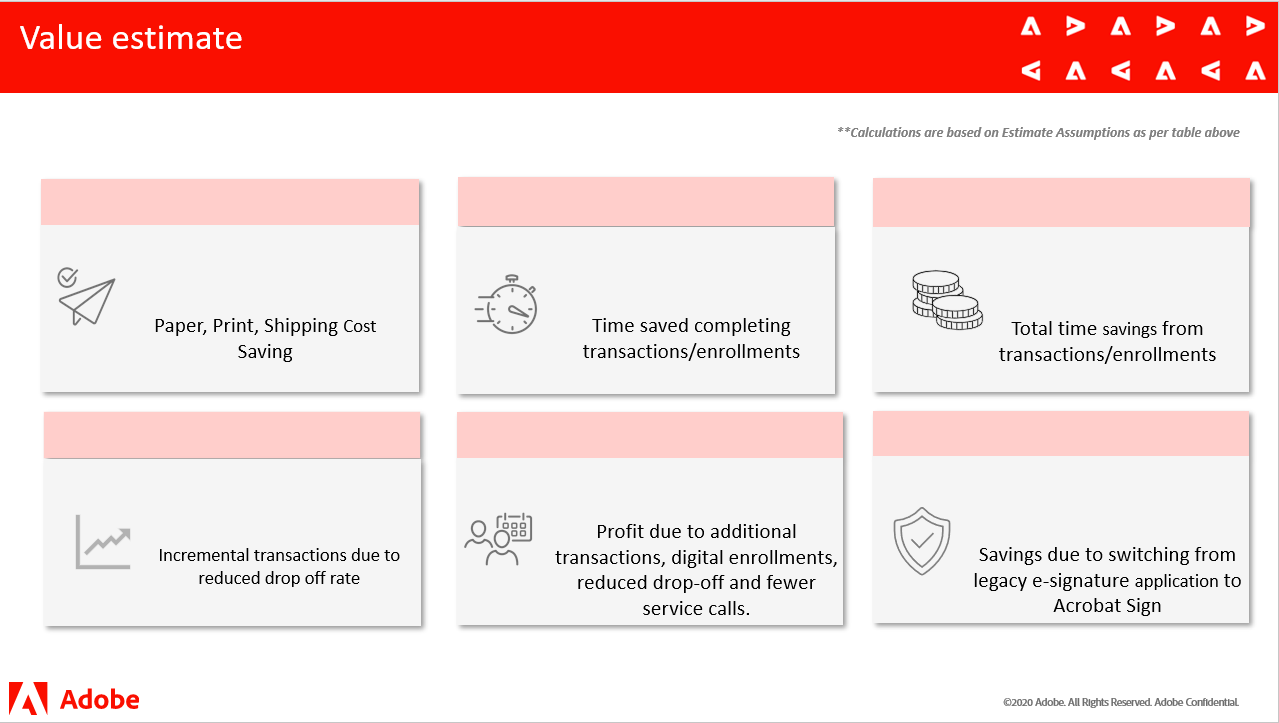 Value estimate
**Calculations are based on Estimate Assumptions as per table above
Paper, Print, Shipping Cost
Saving
Time saved completing
transactions/enrollments
Total time savings from
transactions/enrollments
Incremental transactions due to
reduced drop off rate
Profit due to additional
transactions, digital enrollments,
reduced drop-off and fewer
service calls.
Savings due to switching from
legacy e-signature application to
Acrobat Sign
Adobe
©2020 Adobe. All Rights Reserved. Adobe Confidential.